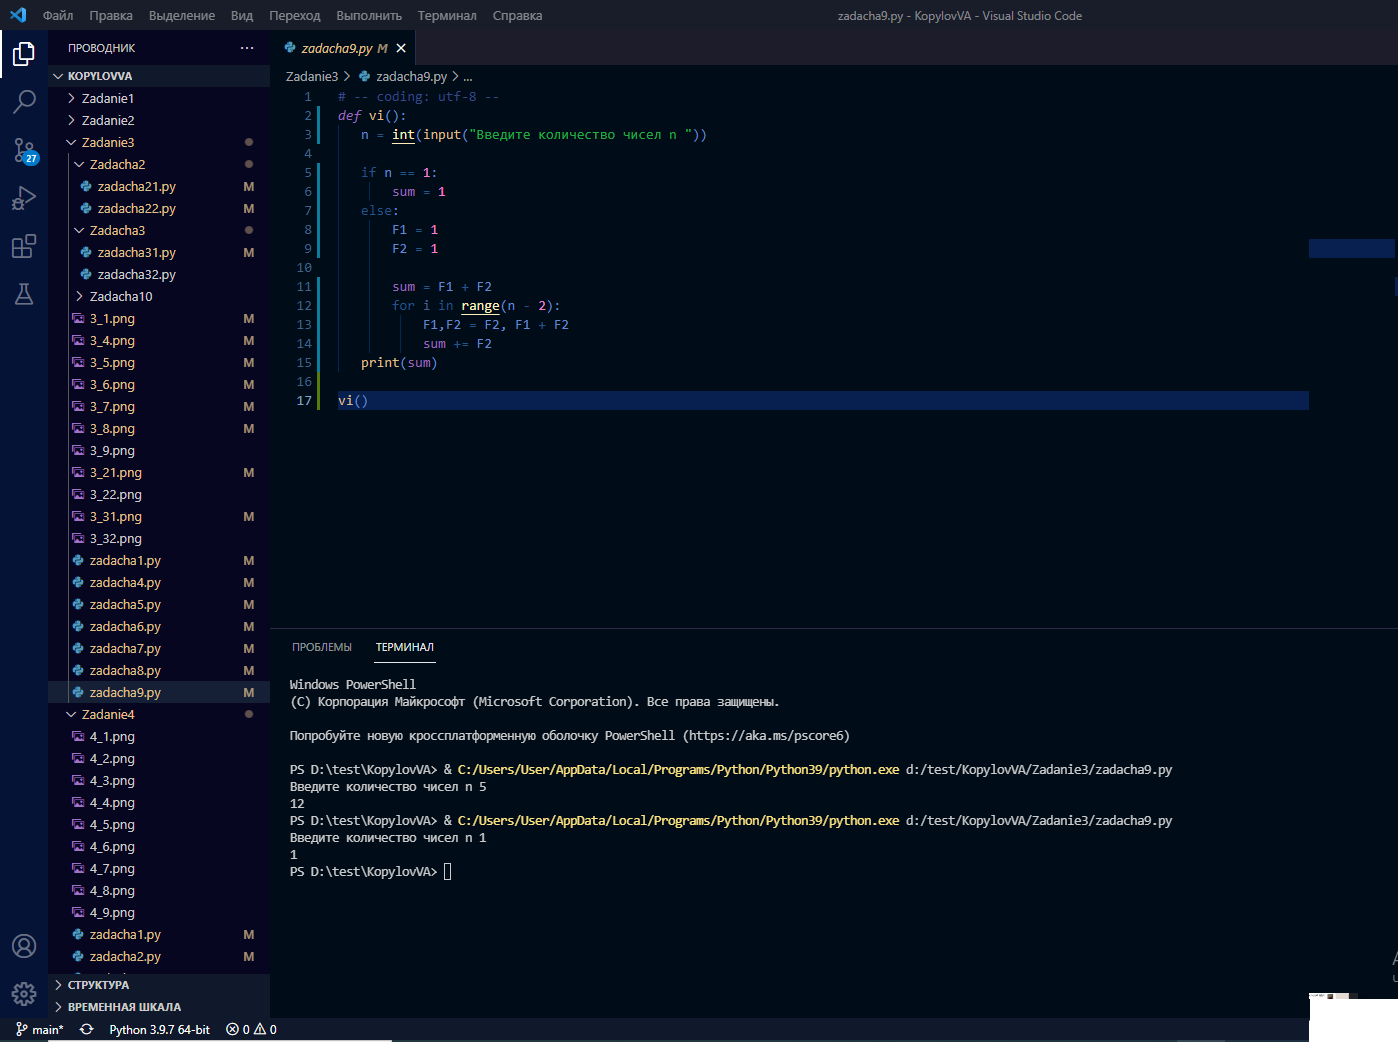 Файл Правка Выделение Вид Переход Выполнить Терминал Справка
zadacha9.py - KopylovVA - Visual Studio Code
ПРОВОДНИК ···
KOPYLOVVA
Zadanie1
Zadanie2
Zadanie3
Zadacha2
zadacha21.py M
zadacha22.py M
Zadacha3
zadacha31.py M
zadacha32.py
Zadacha10
3_1.png M
3_4.png M
3_5.png M
3_6.png M
3_7.png M
3_8.png M
3_9.png
3_21.png M
3_22.png
3_31.png M
3_32.png
zadacha1.py M
zadacha4.py M
zadacha5.py M
zadacha6.py M
zadacha7.py M
zadacha8.py M
zadacha9.py M
Zadanie4
4_1.png
4_2.png
4_3.png
4_4.png
4_5.png
4_6.png
4_7.png
4_8.png
4_9.png
zadacha1.py M
zadacha2.py M
СТРУКТУРА
ВРЕМЕННАЯ ШКАЛА
27
zadacha9.py M
Zadanie3 > zadacha9.py > ...
1 # -- coding: utf-8 --
2 def vi():
3 n = int(input("Введите количество чисел n "))
4
5 if n == 1:
6 sum = 1
7 else:
8 F1 = 1
9 F2 = 1
10
11 sum = F1 + F2
12 for i in range(n - 2):
13 F1,F2 = F2, F1 + F2
14 sum += F2
15 print(sum)
16
17 vi()
ПРОБЛЕМЫ ТЕРМИНАЛ
Windows PowerShell
(C) Корпорация Майкрософт (Microsoft Corporation). Все права защищены.
Попробуйте новую кроссплатформенную оболочку PowerShell (https://aka.ms/pscore6)
PS D:\test\KopylovVA> & C:/Users/User/AppData/Local/Programs/Python/Python39/python.exe d:/test/KopylovVA/Zadanie3/zadacha9.py
Введите количество чисел n 5
12
PS D:\test\KopylovVA> & C:/Users/User/AppData/Local/Programs/Python/Python39/python.exe d:/test/KopylovVA/Zadanie3/zadacha9.py
Введите количество чисел n 1
1
PS D:\test\KopylovVA>
main* Python 3.9.7 64-bit 0 0